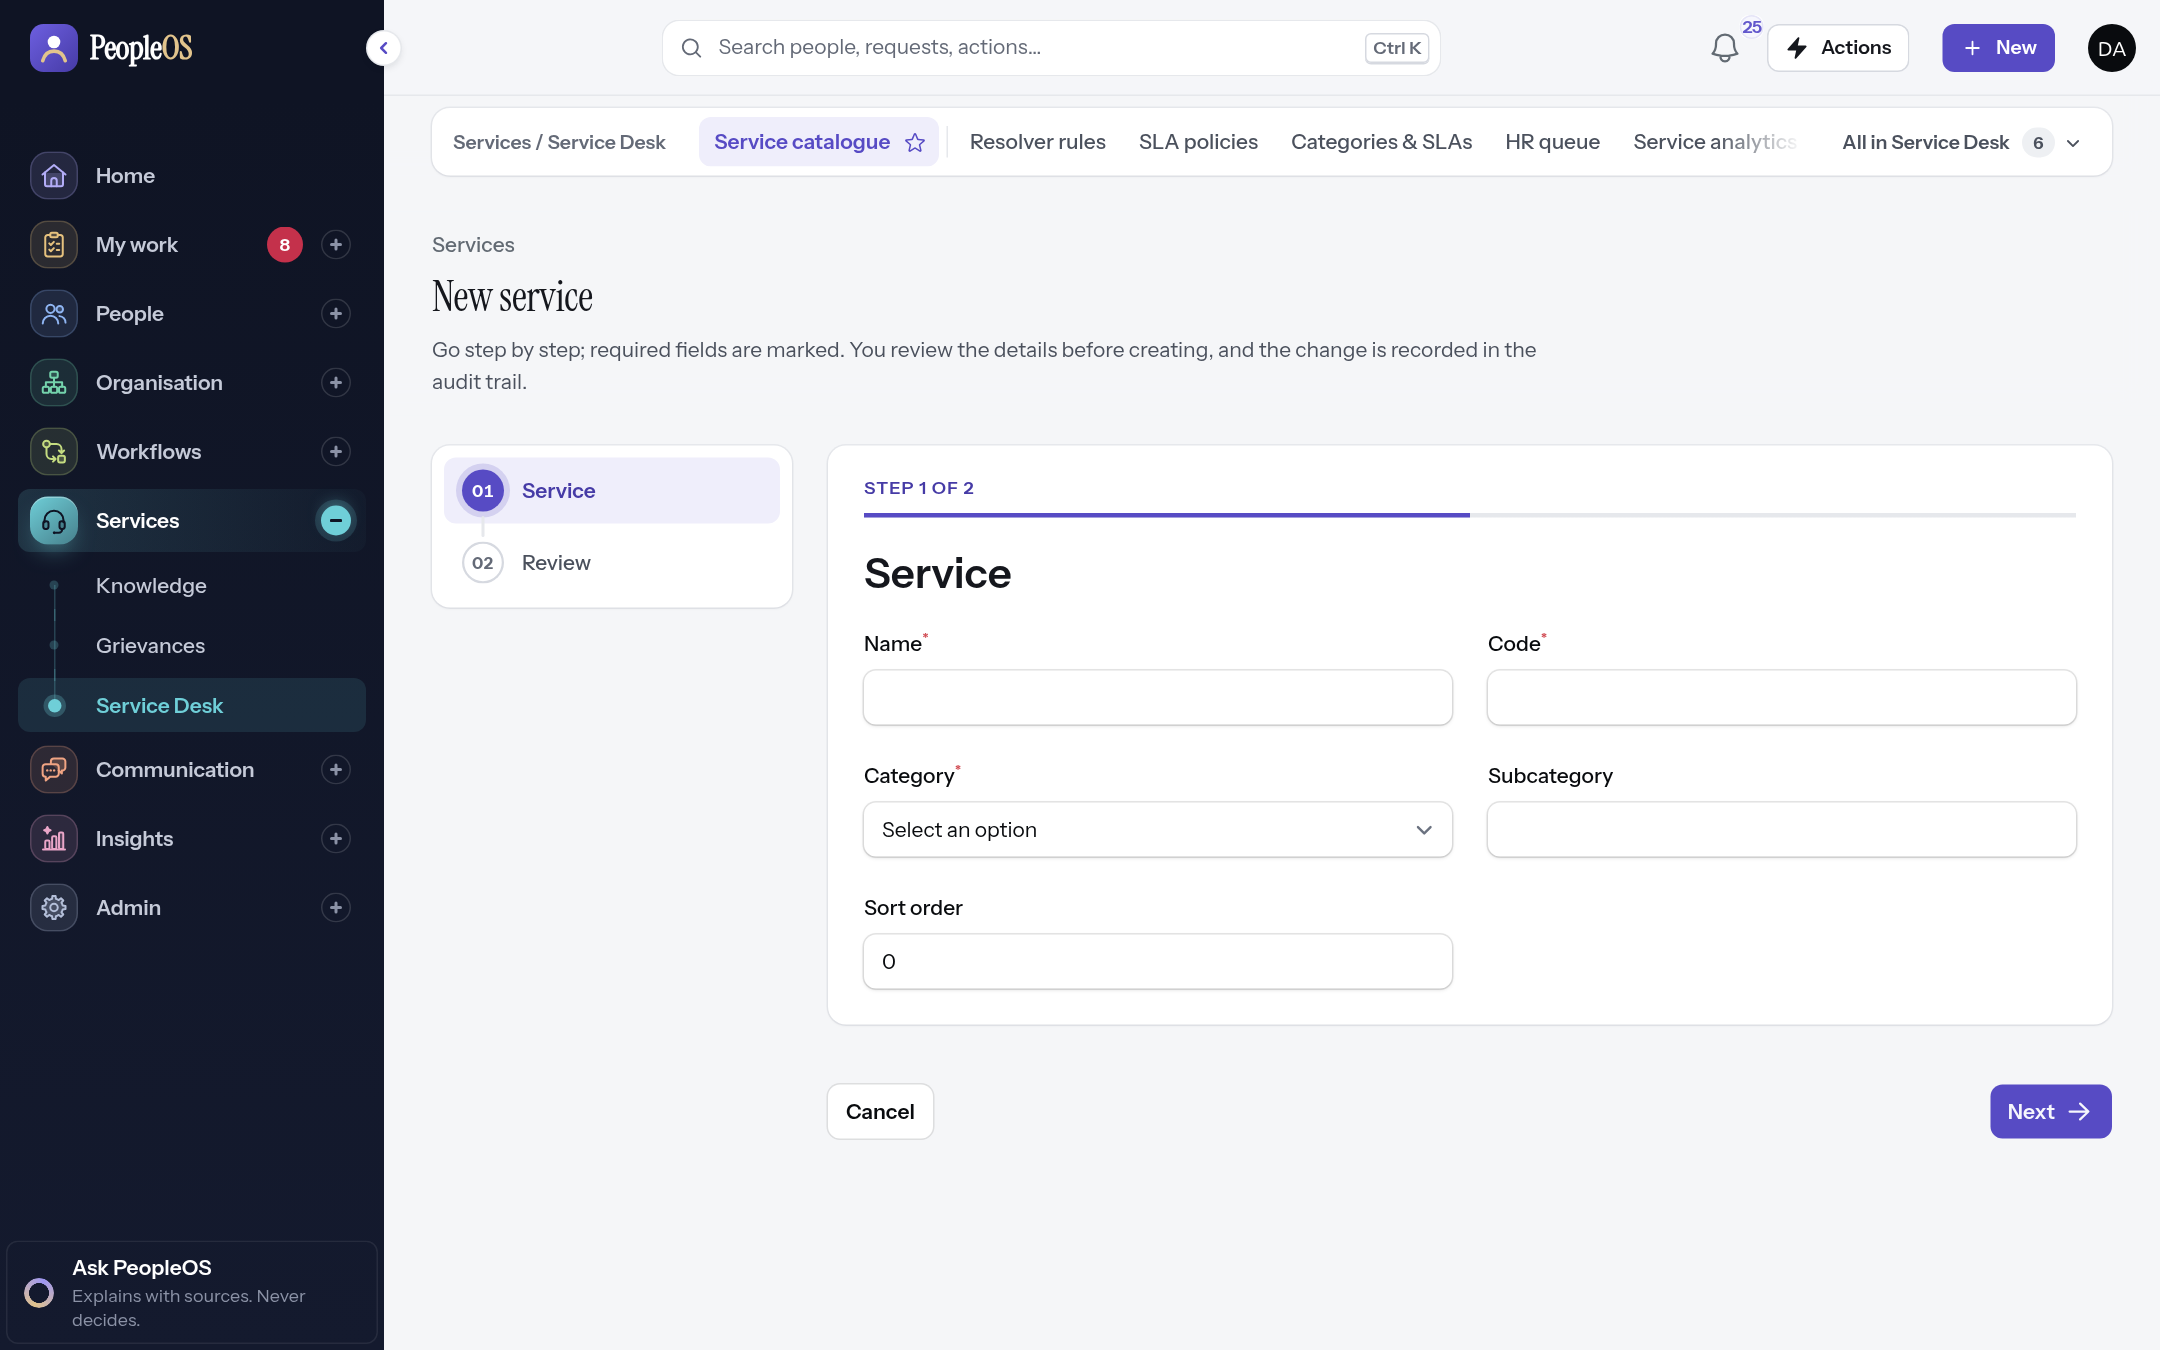 PeopleOS
Search people, requests, actions...
Ctrl K
25
Actions
New
DA
Home
My work
8
People
Organisation
Workflows
Services
Knowledge
Grievances
Service Desk
Communication
Insights
Admin
Ask PeopleOS
Explains with sources. Never
decides.
Services / Service Desk
Service catalogue
Resolver rules
SLA policies
Categories & SLAs
HR queue
Service analytics
All in Service Desk
6
Services
New service
Go step by step; required fields are marked. You review the details before creating, and the change is recorded in the
audit trail.
01 Service
02 Review
STEP 1 OF 2
Service
Name*
Code*
Category*
Subcategory
Select an option
Sort order
0
Cancel
Next